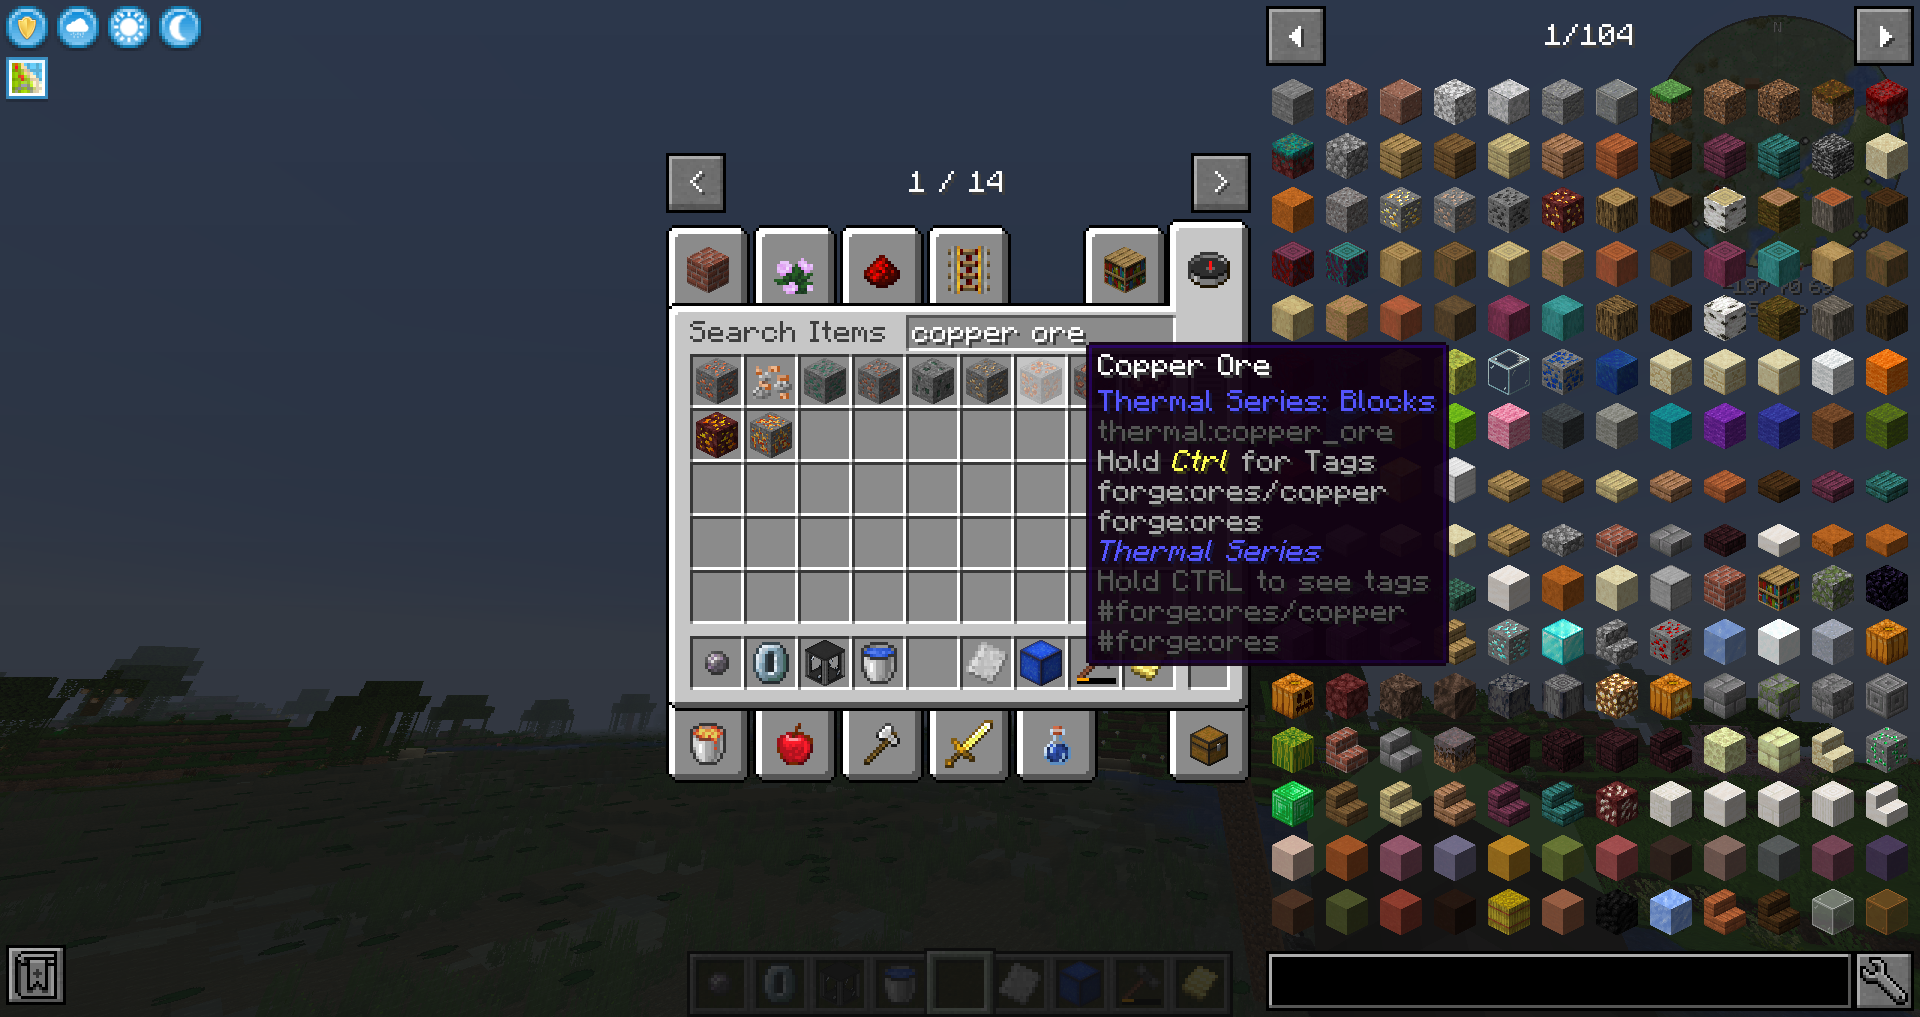 1/104
N
1 / 14
Search Items
copper ore
Copper Ore
Thermal Series: Blocks
thermal:copper_ore
Hold Ctrl for Tags
forge:ores/copper
forge:ores
Thermal Series
Hold CTRL to see tags
#forge:ores/copper
#forge:ores